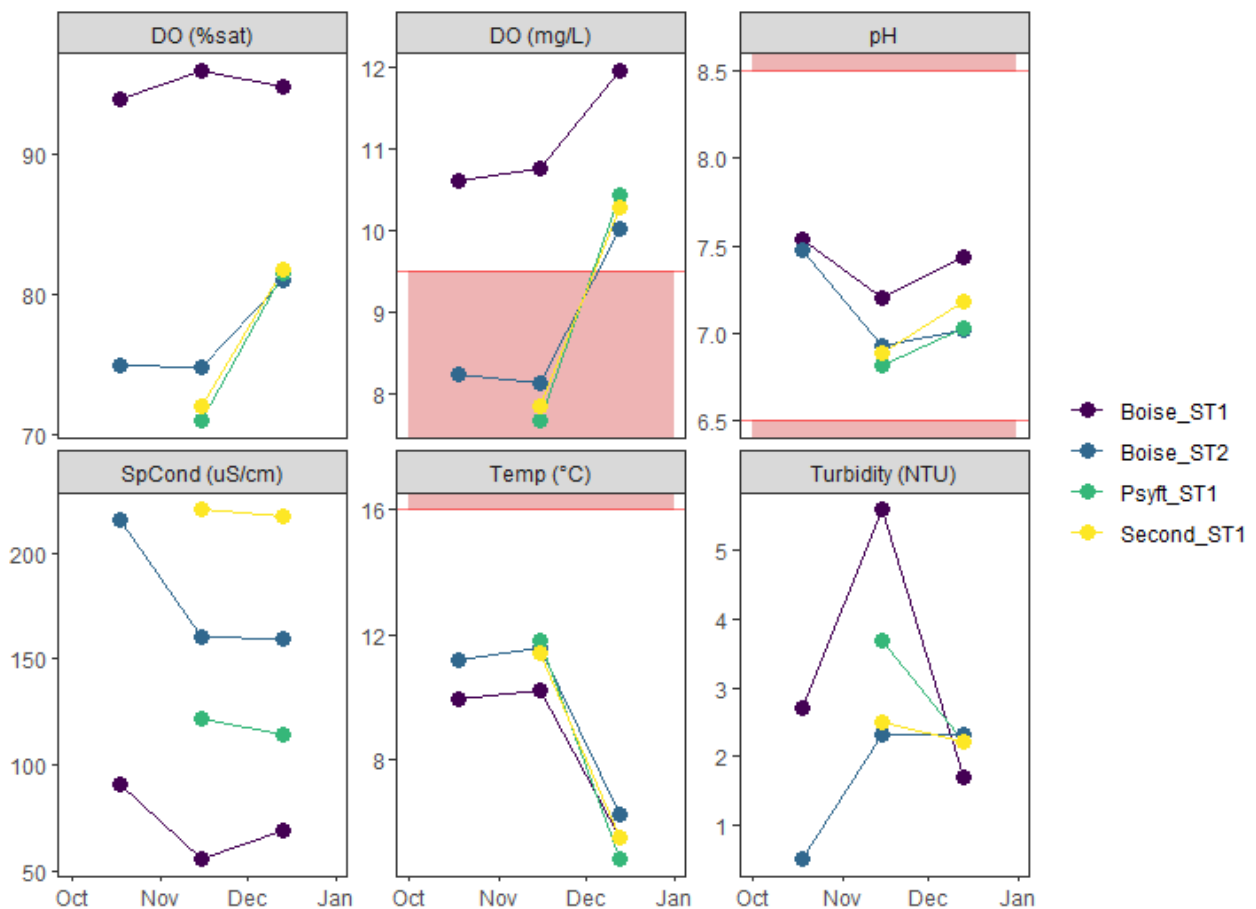 DO (%sat)
DO (mg/L)
pH
90
80
70
12
11
10
9
8
8.5
8.0
7.5
7.0
6.5
SpCond (uS/cm)
Temp (°C)
Turbidity (NTU)
200
150
100
50
16
12
8
5
4
3
2
1
Oct
Nov
Dec
Jan
Oct
Nov
Dec
Jan
Oct
Nov
Dec
Jan
Boise_ST1
Boise_ST2
Psyft_ST1
Second_ST1